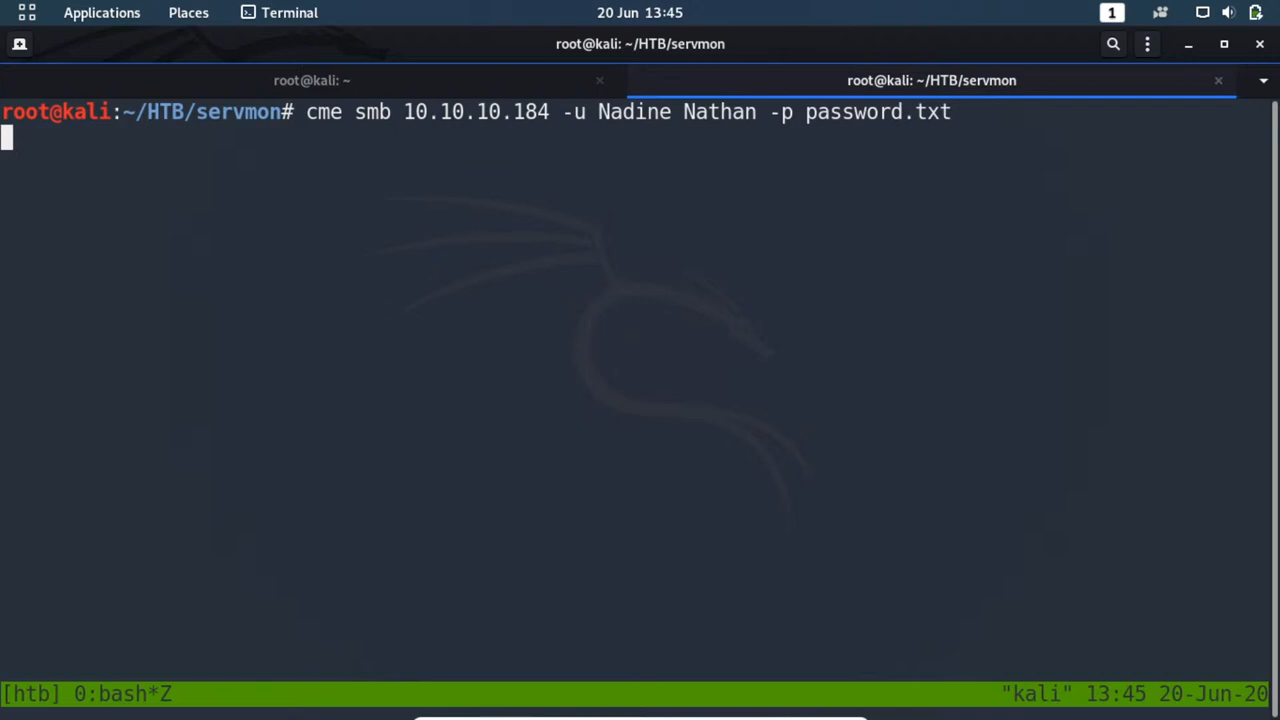 Applications Places Terminal 20 Jun 13:45 1
root@kali: ~/HTB/servmon
root@kali: ~ root@kali: ~/HTB/servmon
root@kali:~/HTB/servmon# cme smb 10.10.10.184 -u Nadine Nathan -p password.txt
[htb] 0:bash*Z "kali" 13:45 20-Jun-20